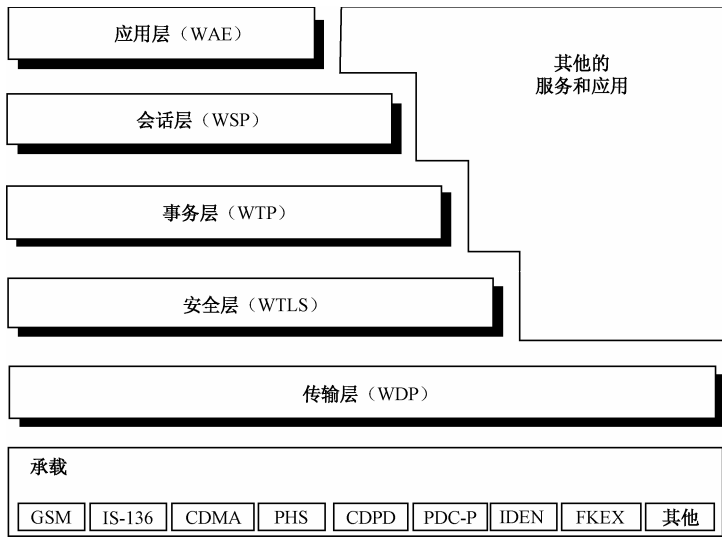 应用层（WAE）
其他的
服务和应用
会话层（WSP）
事务层（WTP）
安全层（WTLS）
传输层（WDP）
承载
GSM IS-136 CDMA PHS CDPD PDC-P IDEN FKEX 其他